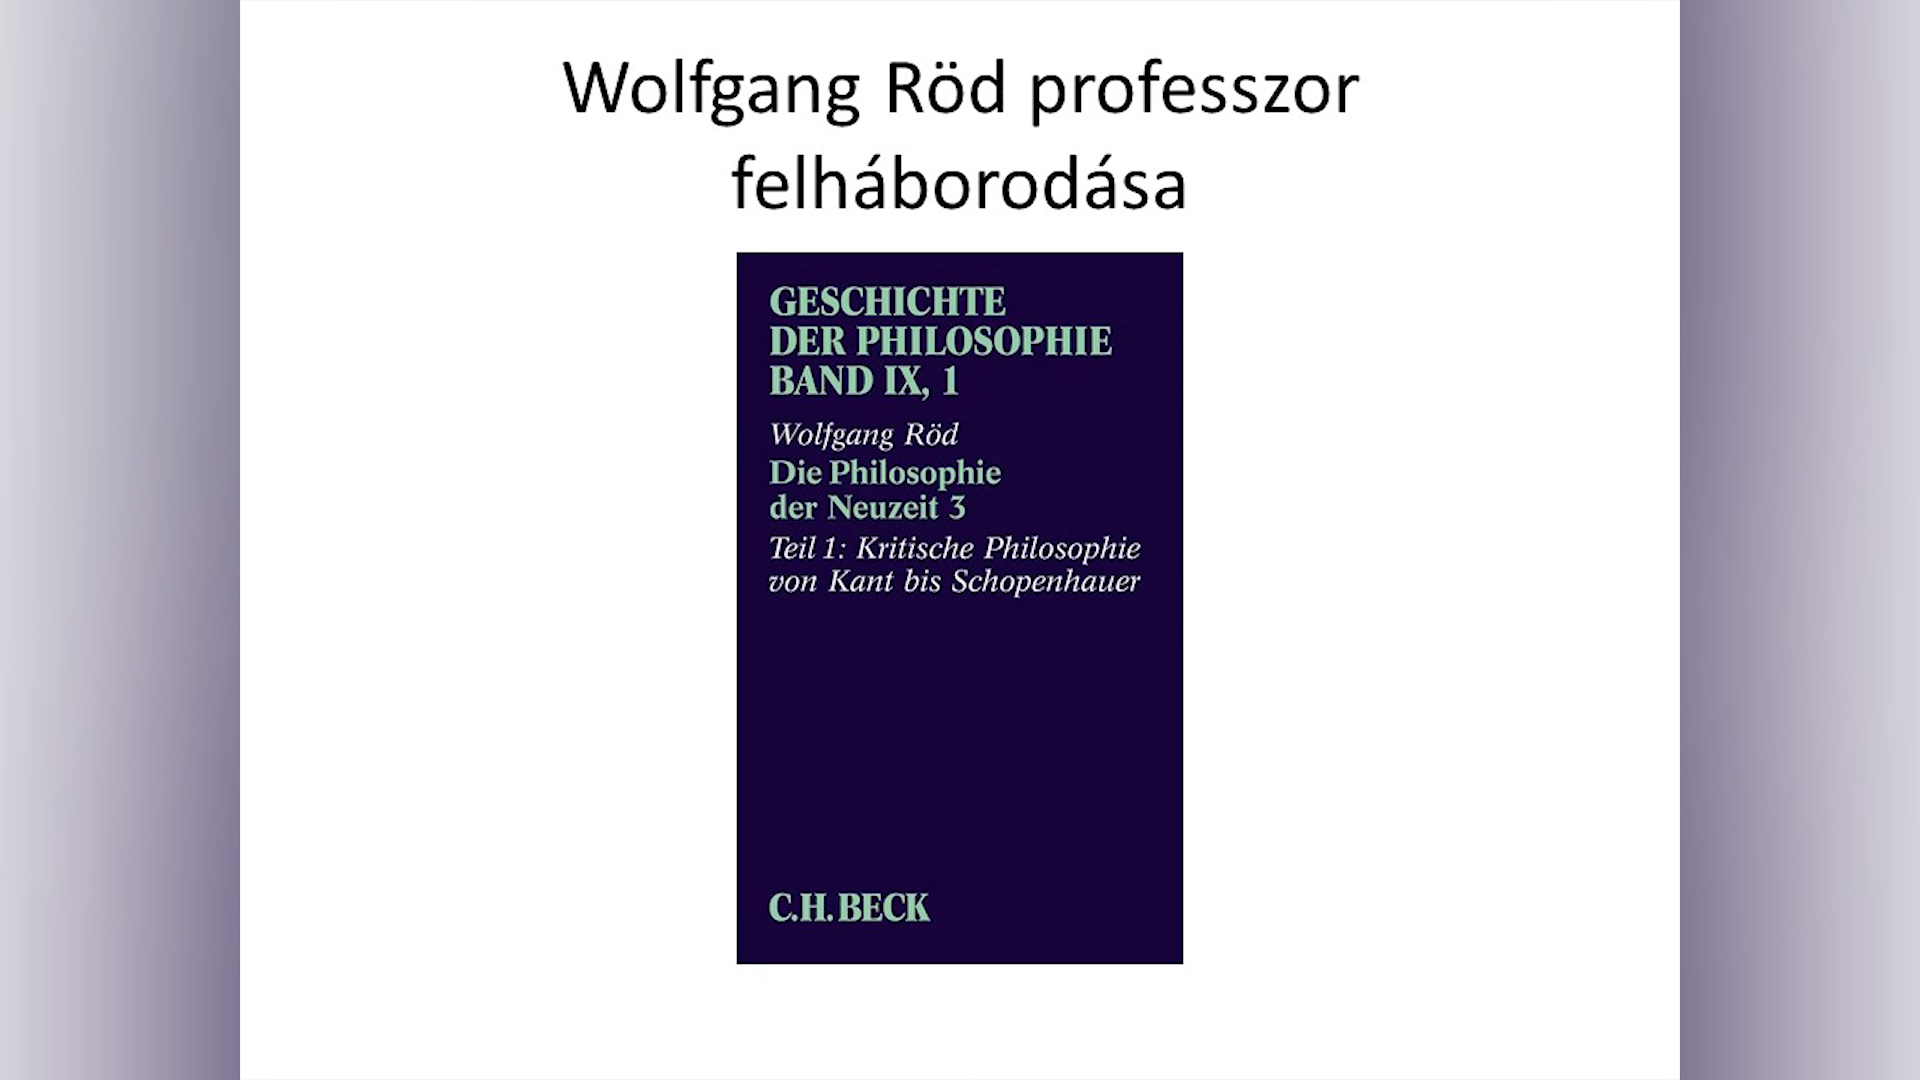 Wolfgang Röd professzor
felháborodása
GESCHICHTE
DER PHILOSOPHIE
BAND IX, 1
Wolfgang Röd
Die Philosophie
der Neuzeit 3
Teil 1: Kritische Philosophie
von Kant bis Schopenhauer
C.H.BECK